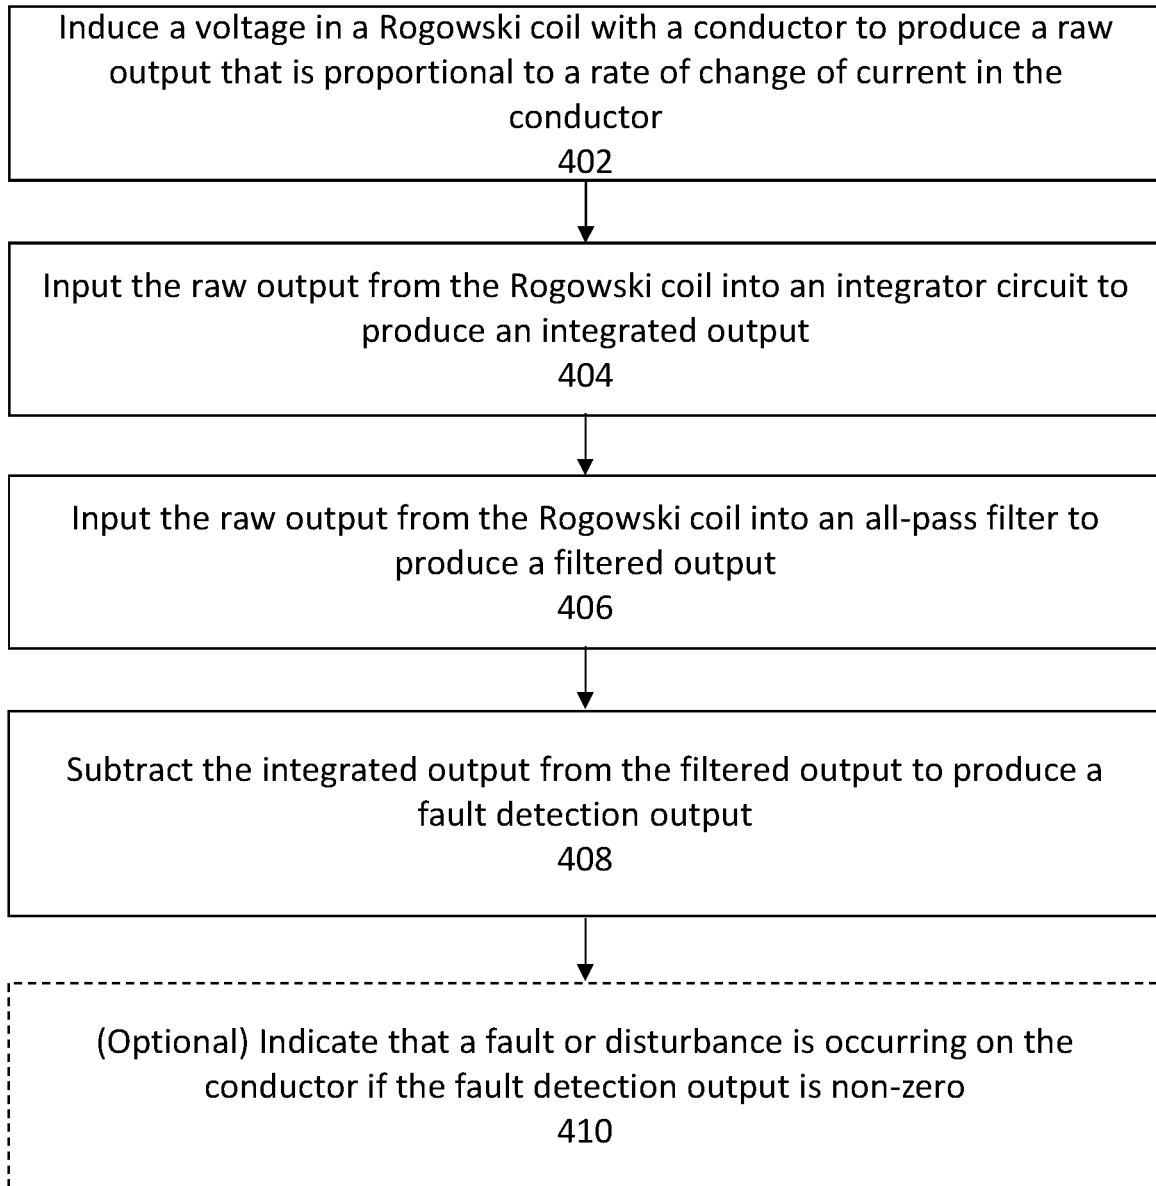 Induce a voltage in a Rogowski coil with a conductor to produce a raw
output that is proportional to a rate of change of current in the
conductor
402
Input the raw output from the Rogowski coil into an integrator circuit to
produce an integrated output
404
Input the raw output from the Rogowski coil into an all-pass filter to
produce a filtered output
406
Subtract the integrated output from the filtered output to produce a
fault detection output
408
(Optional) Indicate that a fault or disturbance is occurring on the
conductor if the fault detection output is non-zero
410